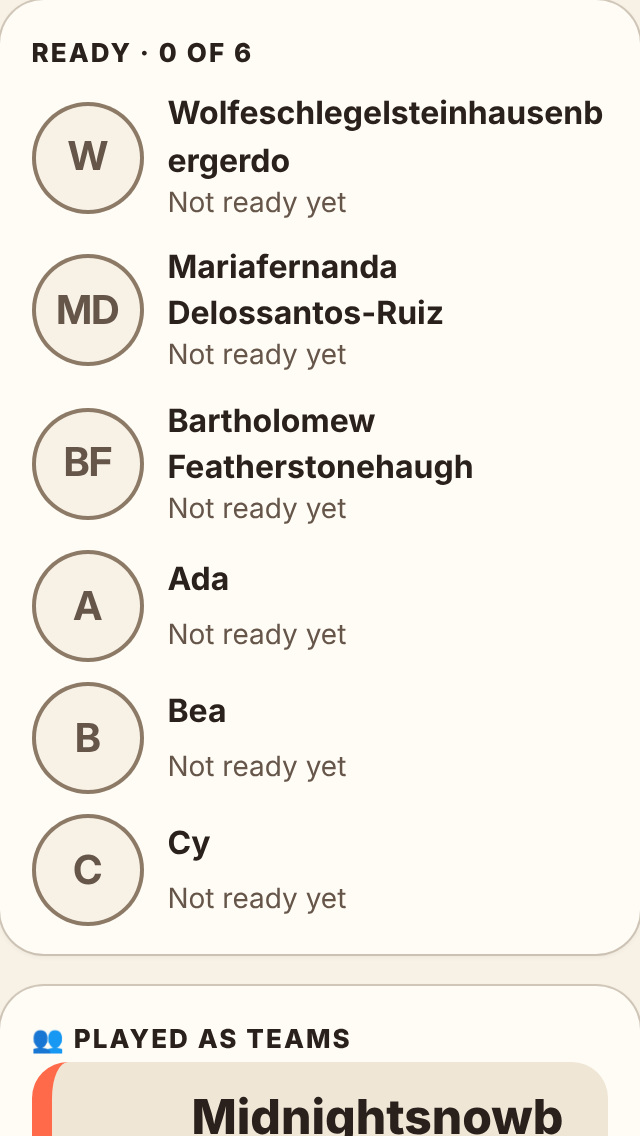 READY · 0 OF 6
W
Wolfeschlegelsteinhausenb
ergerdo
Not ready yet
MD
Mariafernanda
Delossantos-Ruiz
Not ready yet
BF
Bartholomew
Featherstonehaugh
Not ready yet
A
Ada
Not ready yet
B
Bea
Not ready yet
C
Cy
Not ready yet
👥 PLAYED AS TEAMS
Midnightsnowb